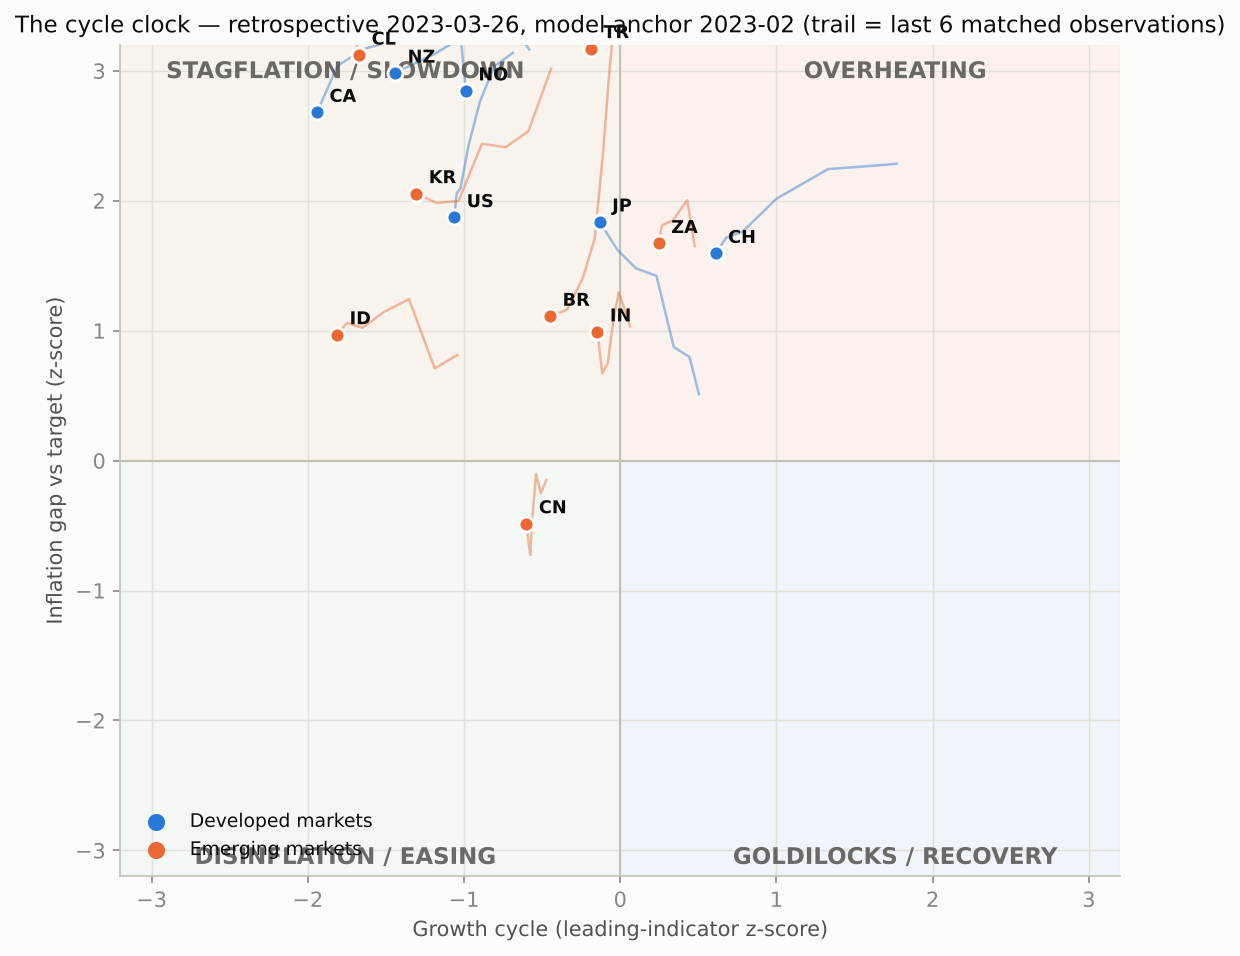 The cycle clock — retrospective 2023-03-26, model anchor 2023-02 (trail = last 6 matched observations)
STAGFLATION / SLOWDOWN
OVERHEATING
CL
TR
NZ
NO
CA
KR
US
JP
ZA
CH
ID
BR
IN
CN
Developed markets
Emerging markets
DISINFLATION / EASING
GOLDILOCKS / RECOVERY
3
2
1
0
−1
−2
−3
−3
−2
−1
0
1
2
3
Inflation gap vs target (z-score)
Growth cycle (leading-indicator z-score)